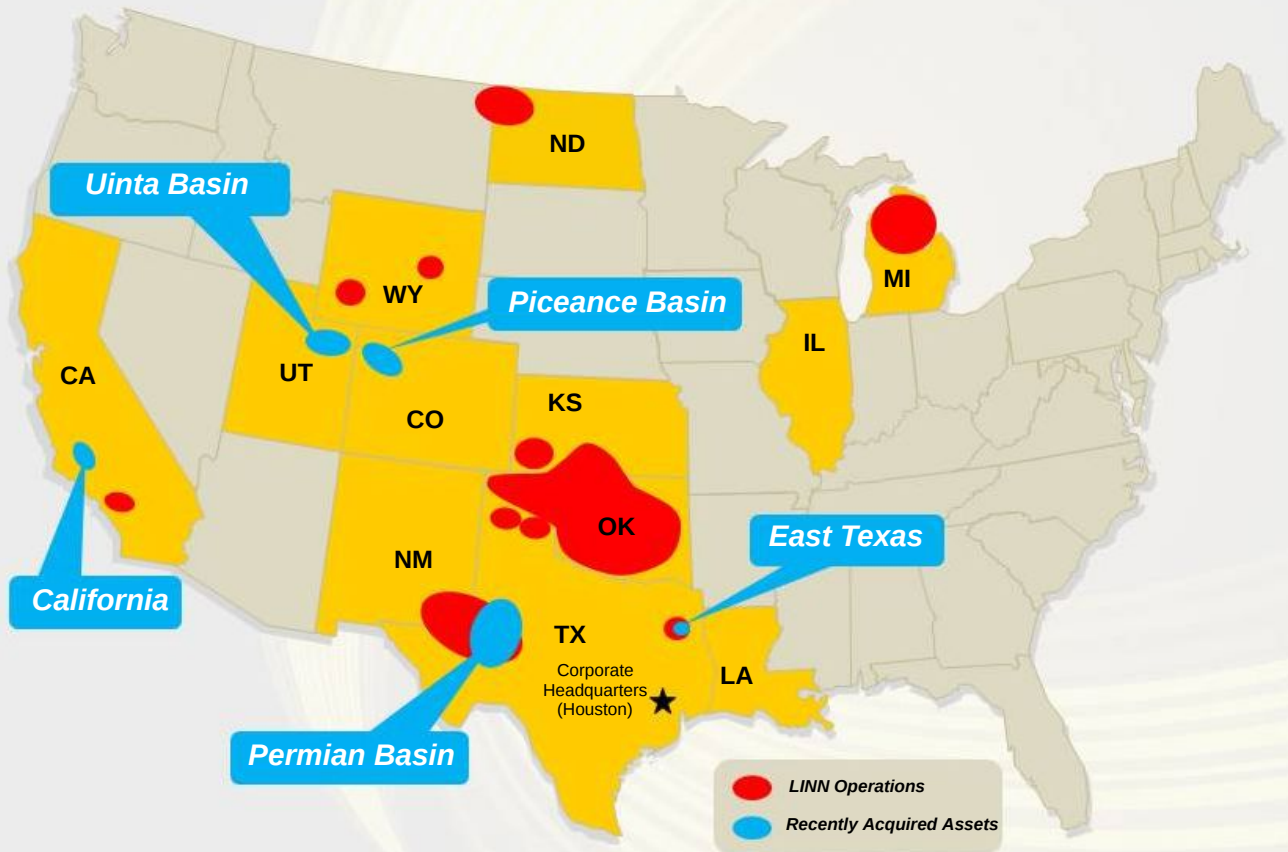 ND
Uinta Basin
WY
MI
Piceance Basin
IL
CA
UT
KS
CO
OK
East Texas
NM
California
TX
Corporate
Headquarters
(Houston)
LA
Permian Basin
LINN Operations
Recently Acquired Assets